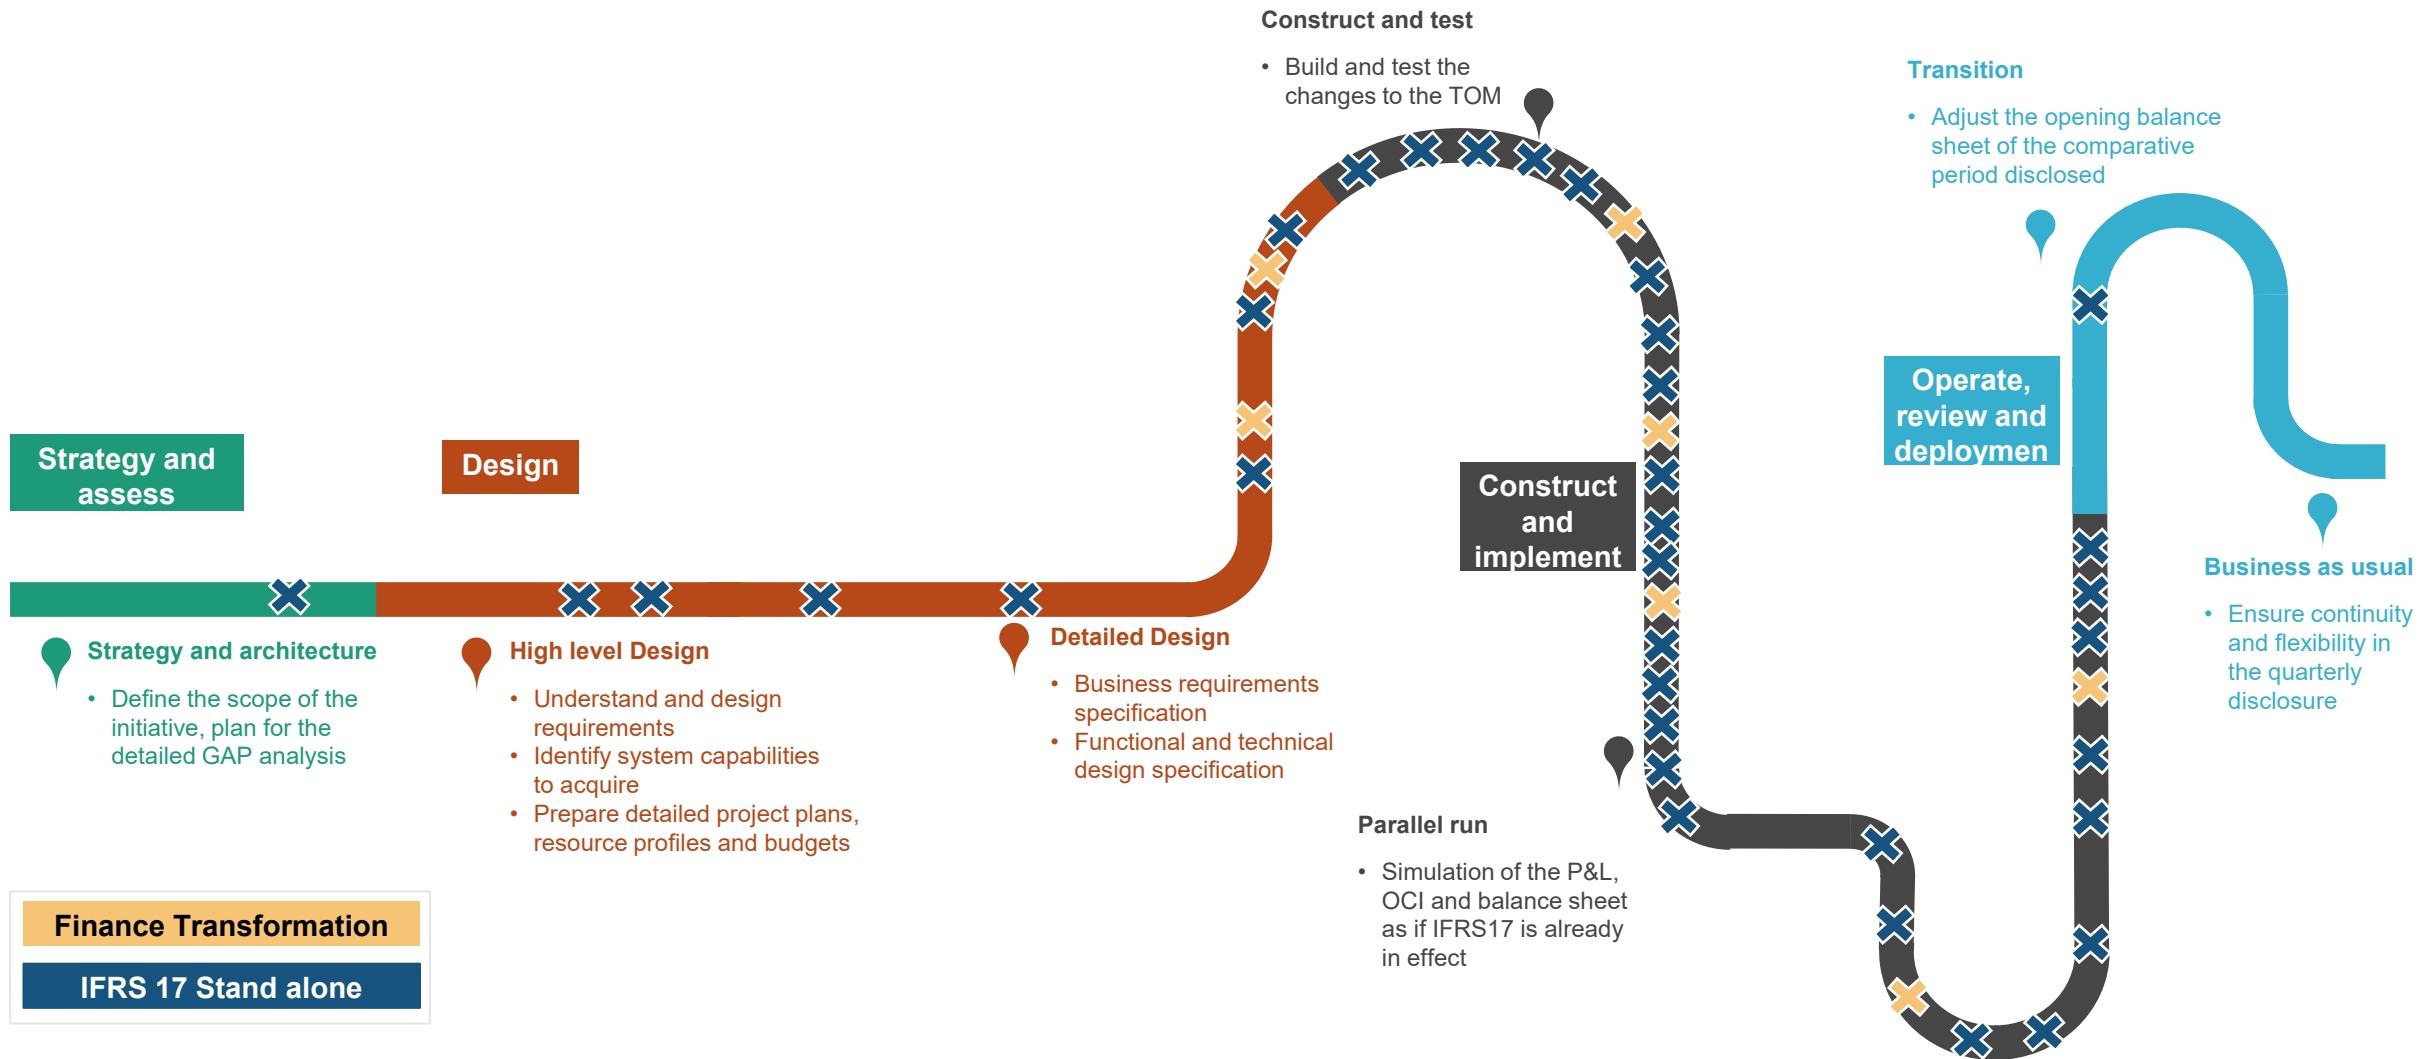 Construct and test
• Build and test the
changes to the TOM
Transition
• Adjust the opening balance
sheet of the comparative
period disclosed
Strategy and
assess
Design
Construct
and
implement
Operate,
review and
deploymen
Strategy and architecture
• Define the scope of the
initiative, plan for the
detailed GAP analysis
High level Design
• Understand and design
requirements
• Identify system capabilities
to acquire
• Prepare detailed project plans,
resource profiles and budgets
Detailed Design
• Business requirements
specification
• Functional and technical
design specification
Parallel run
• Simulation of the P&L,
OCI and balance sheet
as if IFRS17 is already
in effect
Business as usual
• Ensure continuity
and flexibility in
the quarterly
disclosure
Finance Transformation
IFRS 17 Stand alone